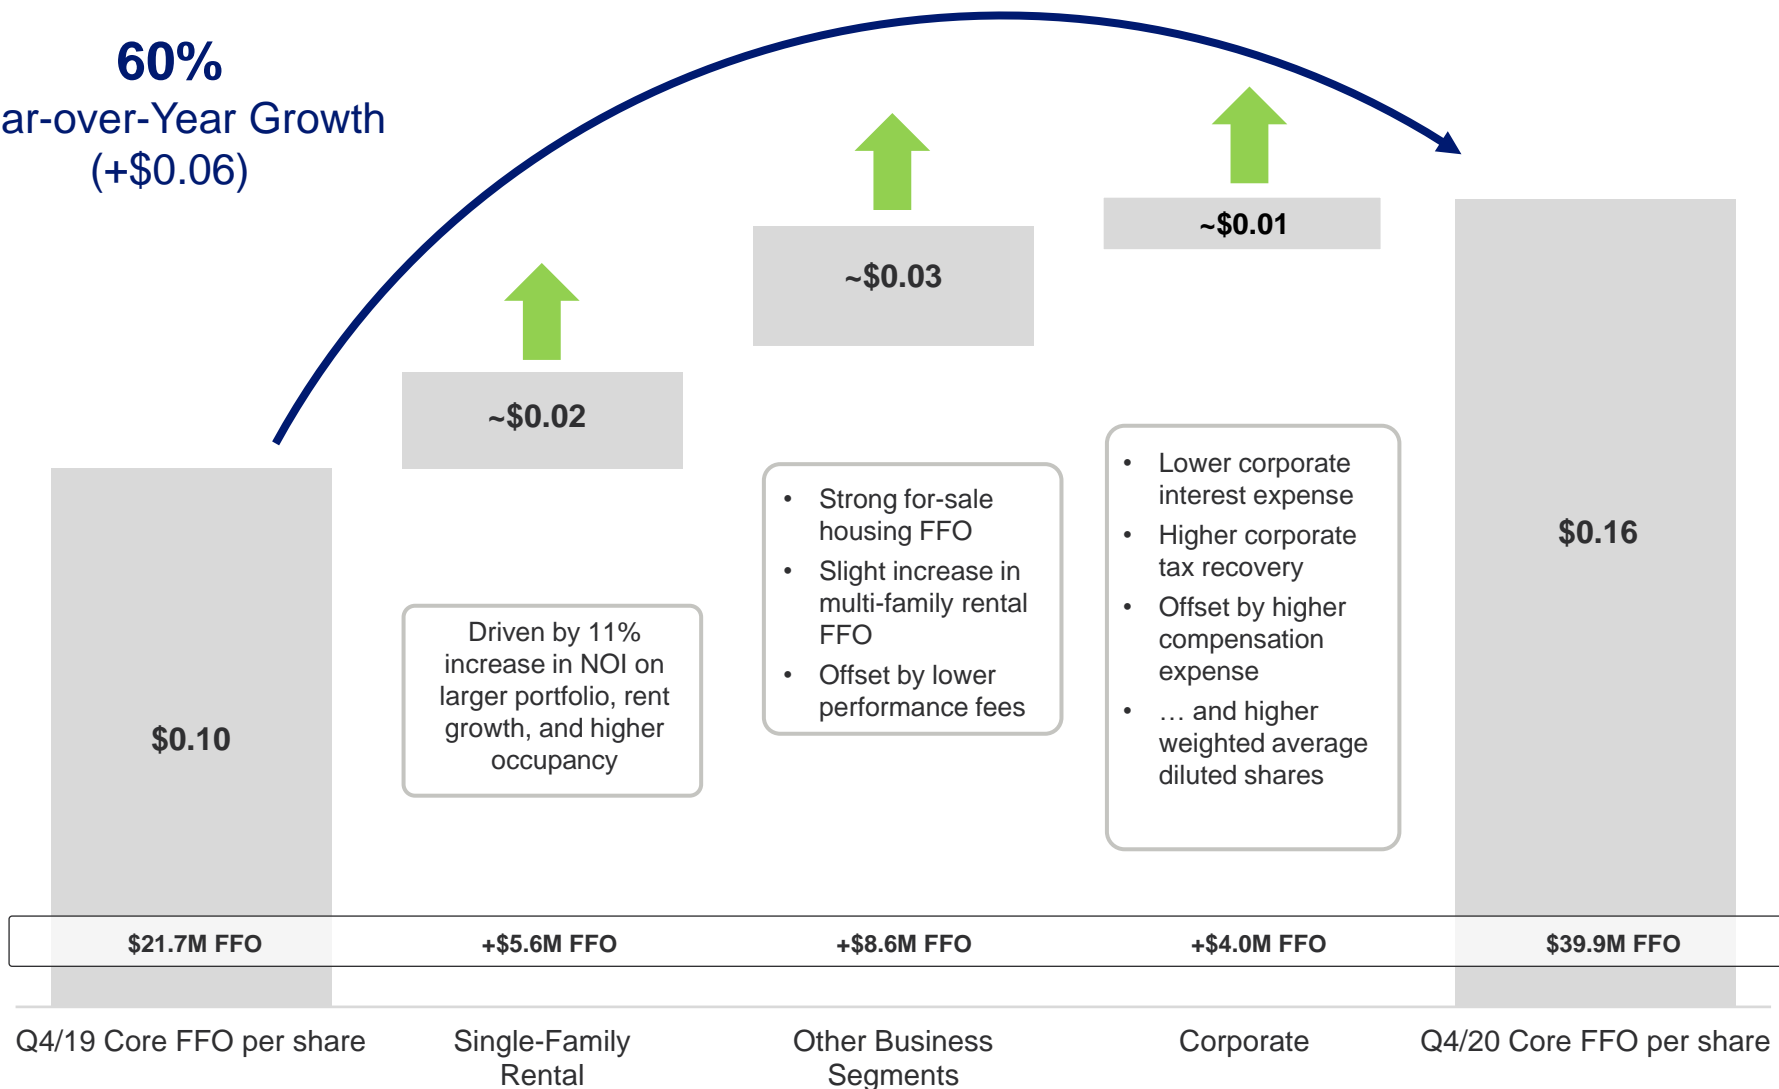 60%
ar-over-Year Growth
(+$0.06)
~$0.01
~$0.03
~$0.02
$0.10
$0.16
Driven by 11%
increase in NOI on
larger portfolio, rent
growth, and higher
occupancy
• Strong for-sale
housing FFO
• Slight increase in
multi-family rental
FFO
• Offset by lower
performance fees
• Lower corporate
interest expense
• Higher corporate
tax recovery
• Offset by higher
compensation
expense
• … and higher
weighted average
diluted shares
$21.7M FFO
+$5.6M FFO
+$8.6M FFO
+$4.0M FFO
$39.9M FFO
Q4/19 Core FFO per share
Single-Family
Rental
Other Business
Segments
Corporate
Q4/20 Core FFO per share